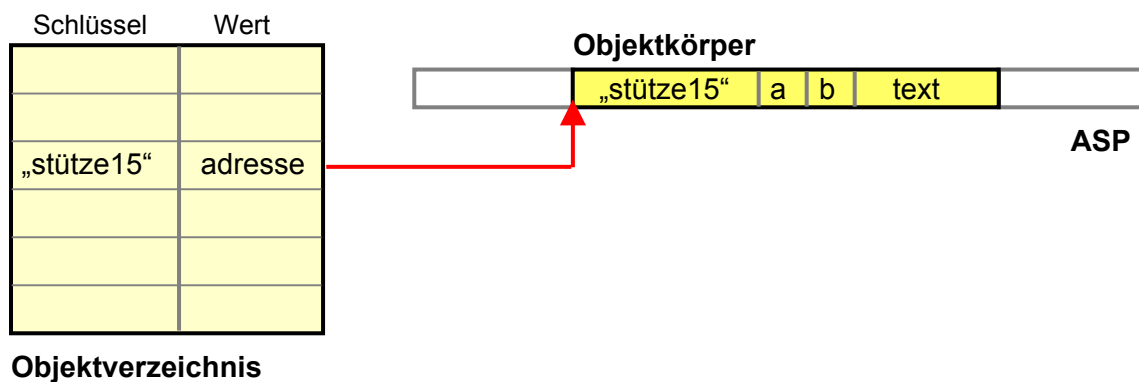 Schlüssel Wert
Objektkörper
„stütze15“ a b text
ASP
„stütze15“ adresse
Objektverzeichnis